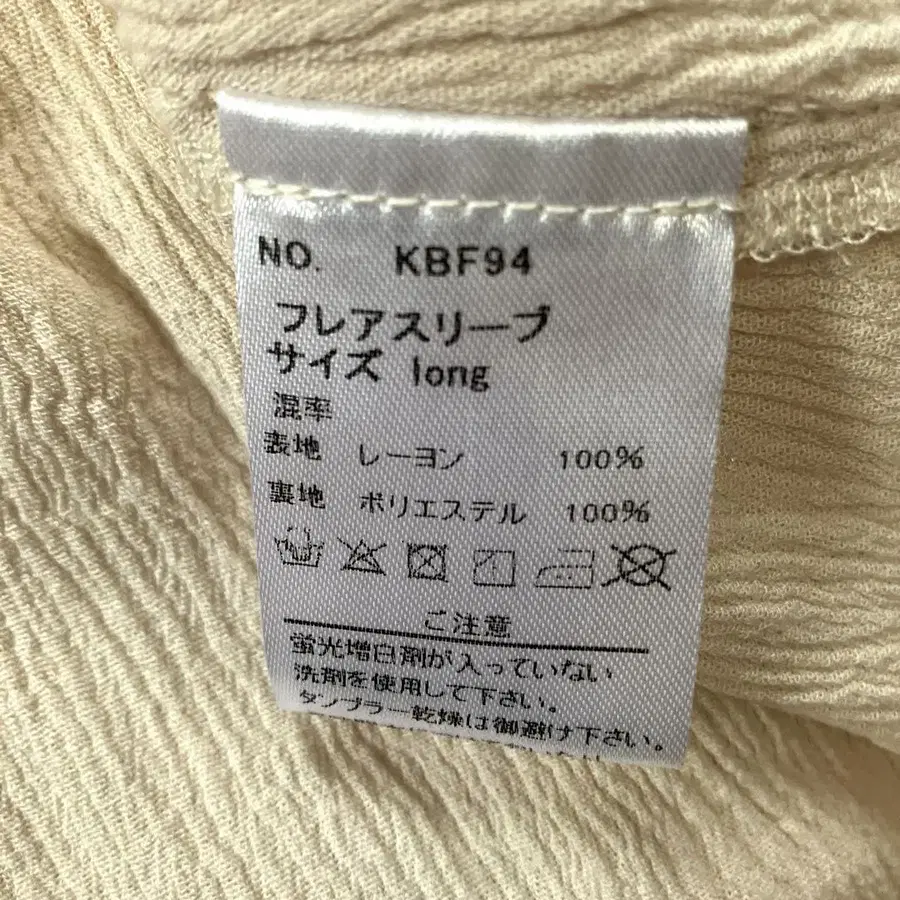 NO. KBF94
フレアスリーブ
サイズ long
混率
表地 レーヨン 100%
裏地 ポリエステル 100%
ご注意
蛍光増白剤が入っていない
洗剤を使用して下さい。
タンブラー乾燥は御避け下さい。